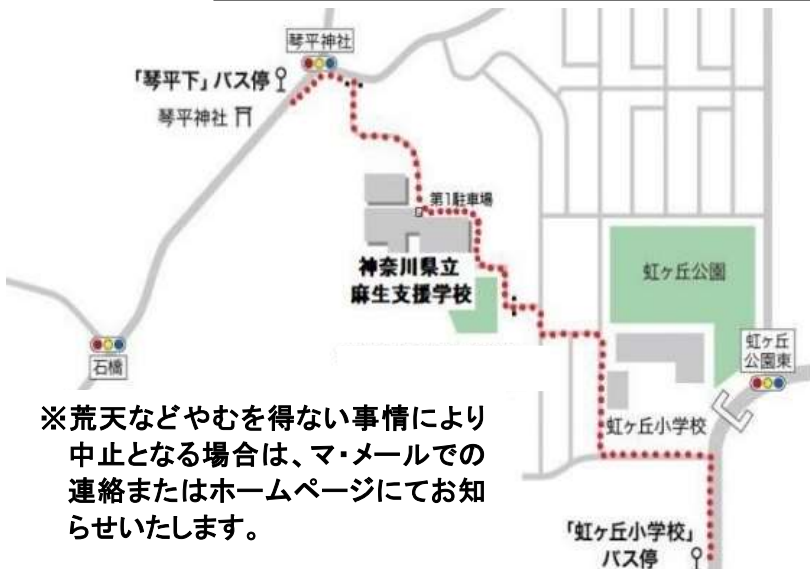 琴平神社
「琴平下」バス停
琴平神社
第1駐車場
神奈川県立
麻生支援学校
虹ヶ丘公園
虹ヶ丘
公園東
石橋
虹ヶ丘小学校
※荒天などやむを得ない事情により
中止となる場合は、マ・メールでの
連絡またはホームページにてお知
らせいたします。
「虹ヶ丘小学校」
バス停